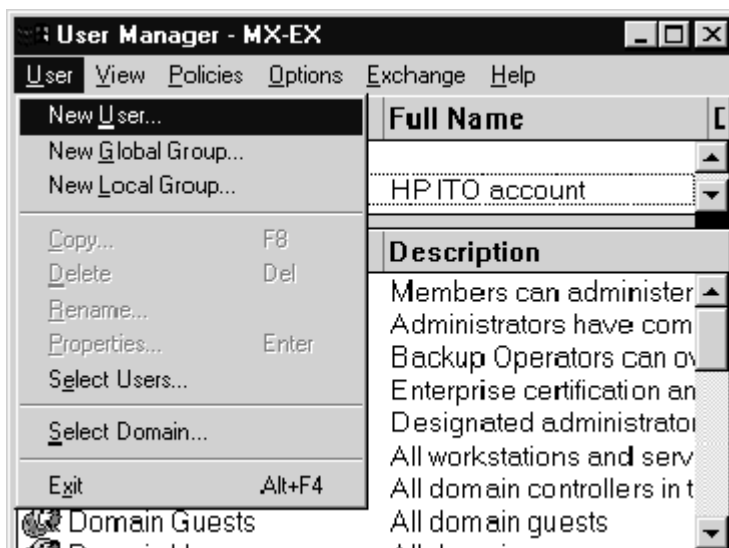 User Manager - MX-EX
User View Policies Options Exchange Help
New User...
New Global Group...
New Local Group...
Copy... F8
Delete Del
Rename...
Properties... Enter
Select Users...
Select Domain...
Exit Alt+F4
Full Name
HP ITO account
Description
Members can administer
Administrators have com
Backup Operators can ov
Enterprise certification an
Designated administrator
All workstations and serv
All domain controllers in t
Domain Guests All domain guests